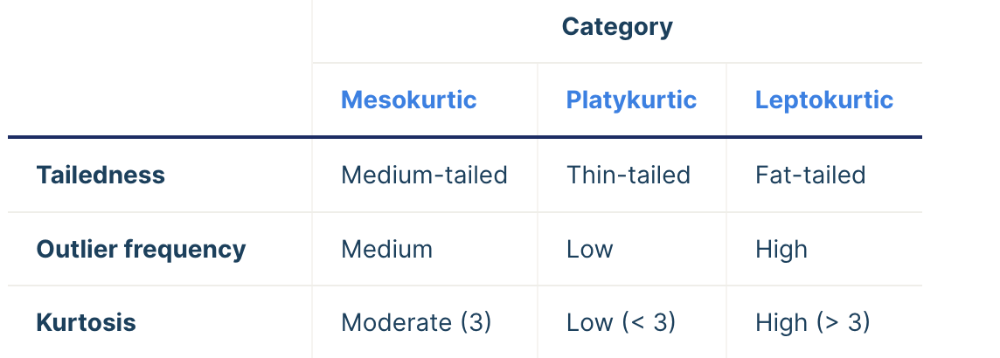 Category
Mesokurtic Platykurtic Leptokurtic
Tailedness Medium-tailed Thin-tailed Fat-tailed
Outlier frequency Medium Low High
Kurtosis Moderate (3) Low (< 3) High (> 3)